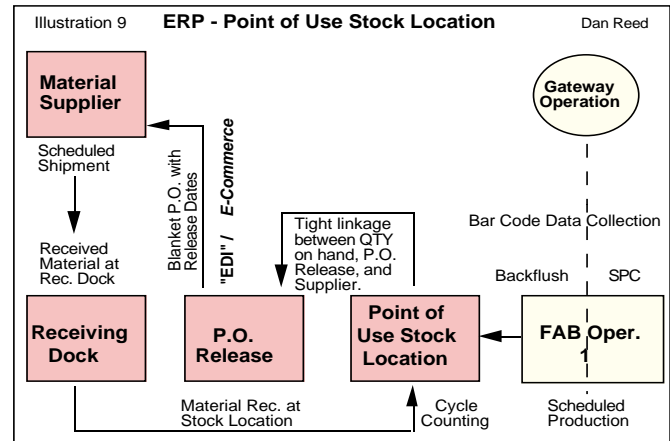 Illustration 9
ERP - Point of Use Stock Location
Dan Reed
Material
Supplier
Gateway
Operation
Scheduled
Shipment
Blanket P.O. with
Release Dates
"EDI" / E-Commerce
Bar Code Data Collection
Tight linkage
between QTY
on hand, P.O.
Release, and
Supplier.
Received
Material at
Rec. Dock
Backflush
SPC
Receiving
Dock
P.O.
Release
Point of
Use Stock
Location
FAB Oper.
1
Material Rec. at
Stock Location
Cycle
Counting
Scheduled
Production